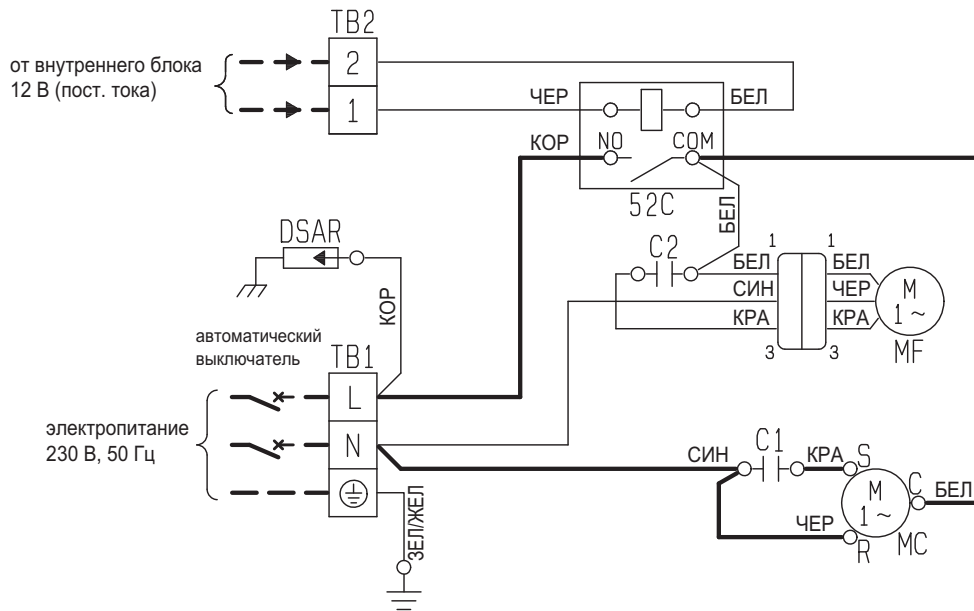 TB2
от внутреннего блока
12 В (пост. тока)
2
1
ЧЕР
БЕЛ
КОР
NO
COM
52C
БЕЛ
DSAR
КОР
C2
БЕЛ
СИН
КРА
1
3
1
3
БЕЛ
ЧЕР
КРА
M
1 ~
MF
автоматический
выключатель
TB1
L
N
электропитание
230 В, 50 Гц
ЗЕЛ/ЖЕЛ
СИН
C1
КРА
S
ЧЕР
R
M
1 ~
C
БЕЛ
MC